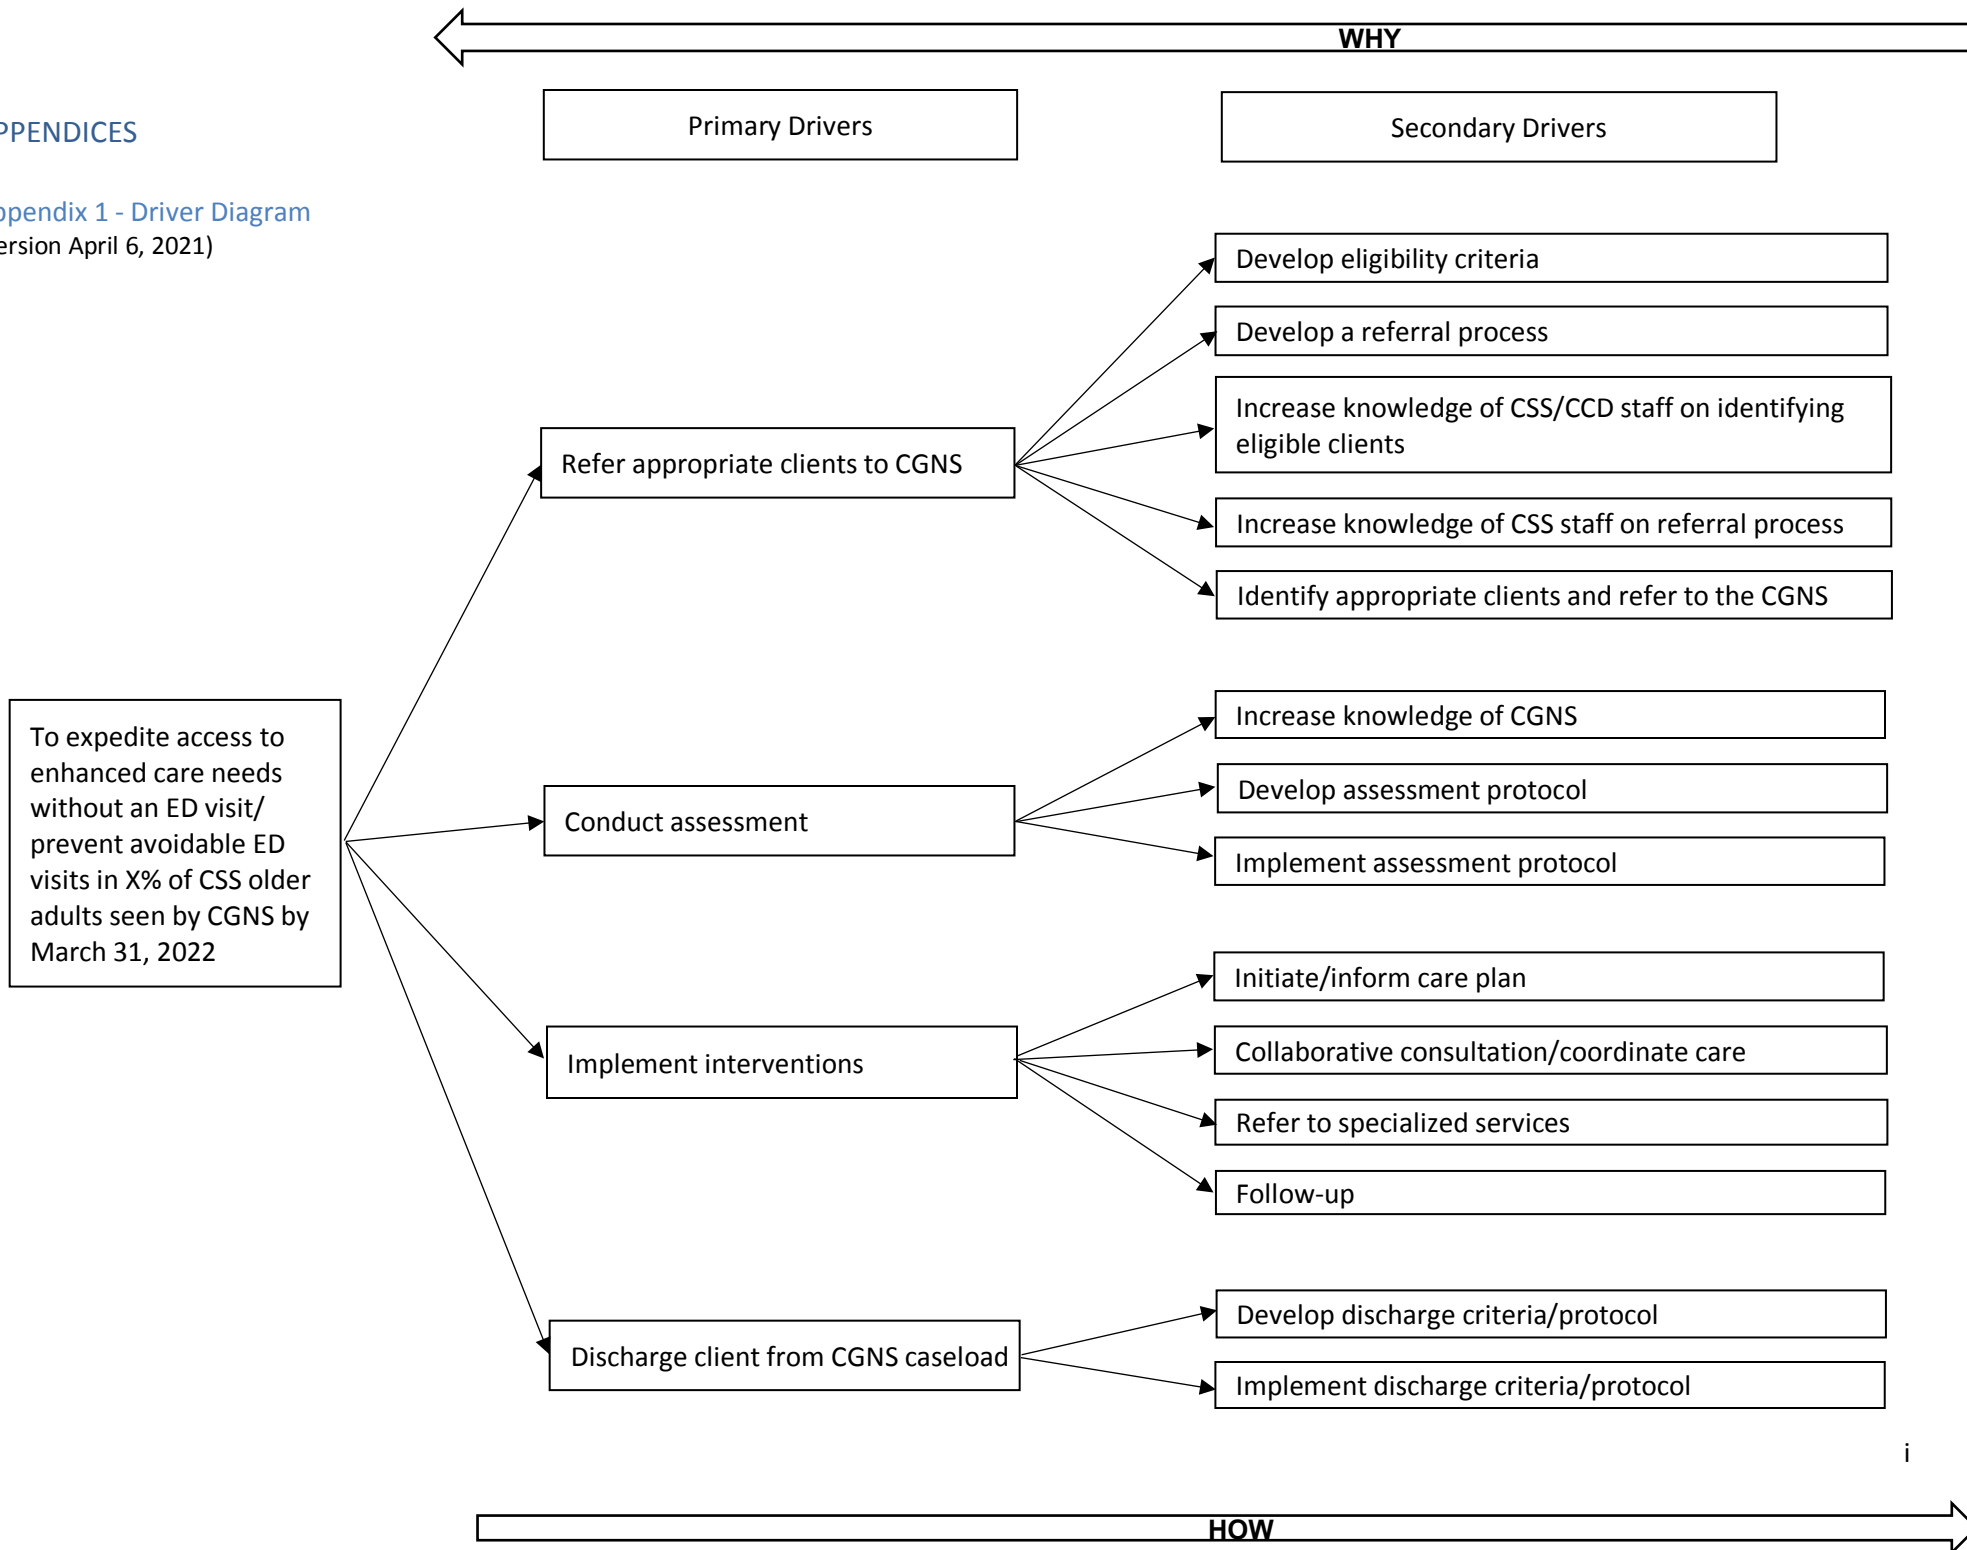 WHY
PPENDICES
Primary Drivers
Secondary Drivers
ppendix 1 - Driver Diagram
ersion April 6, 2021)
Develop eligibility criteria
Develop a referral process
Increase knowledge of CSS/CCD staff on identifying
eligible clients
Refer appropriate clients to CGNS
Increase knowledge of CSS staff on referral process
Identify appropriate clients and refer to the CGNS
To expedite access to
enhanced care needs
without an ED visit/
prevent avoidable ED
visits in X% of CSS older
adults seen by CGNS by
March 31, 2022
Increase knowledge of CGNS
Develop assessment protocol
Conduct assessment
Implement assessment protocol
Initiate/inform care plan
Collaborative consultation/coordinate care
Implement interventions
Refer to specialized services
Follow-up
Develop discharge criteria/protocol
Discharge client from CGNS caseload
Implement discharge criteria/protocol
i
HOW